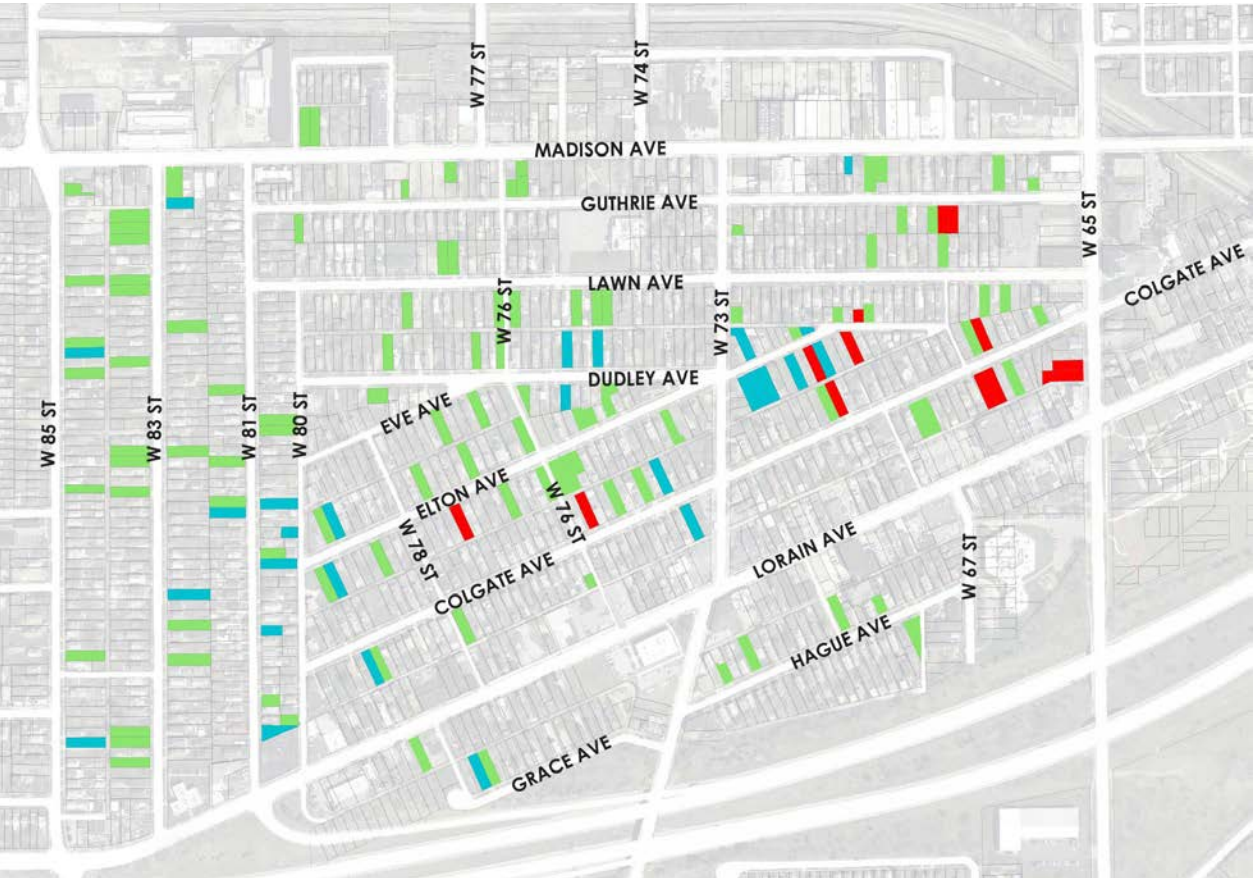 W 77 ST
W 74 ST
MADISON AVE
GUTHRIE AVE
W 65 ST
COLGATE AVE
LAWN AVE
W 76 ST
W 73 ST
DUDLEY AVE
EVE AVE
W 85 ST
W 83 ST
W 81 ST
W 80 ST
ELTON AVE
W 76 ST
W 78 ST
COLGATE AVE
LORAIN AVE
W 67 ST
HAGUE AVE
GRACE AVE